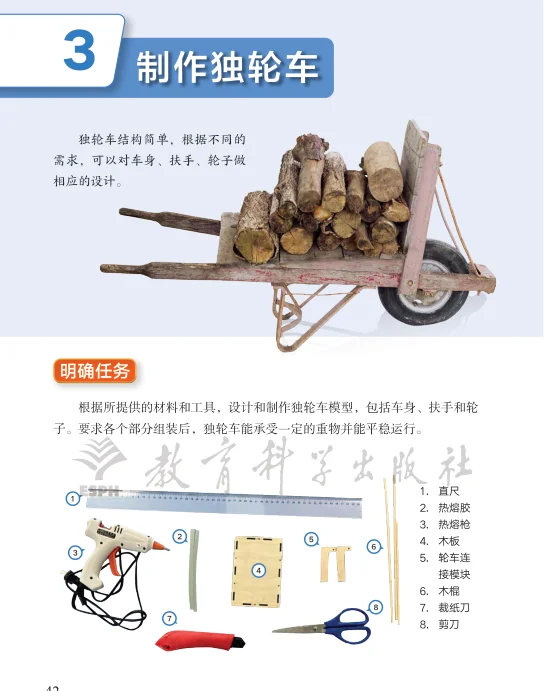 3
制作独轮车
独轮车结构简单，根据不同的
需求，可以对车身、扶手、轮子做
相应的设计。
明确任务
根据所提供的材料和工具，设计和制作独轮车模型，包括车身、扶手和轮
子。要求各个部分组装后，独轮车能承受一定的重物并能平稳运行。
ESPH
教育科学出版社
1
2
3
4
5
6
7
8
1. 直尺
2. 热熔胶
3. 热熔枪
4. 木板
5. 轮车连
接模块
6. 木棍
7. 裁纸刀
8. 剪刀